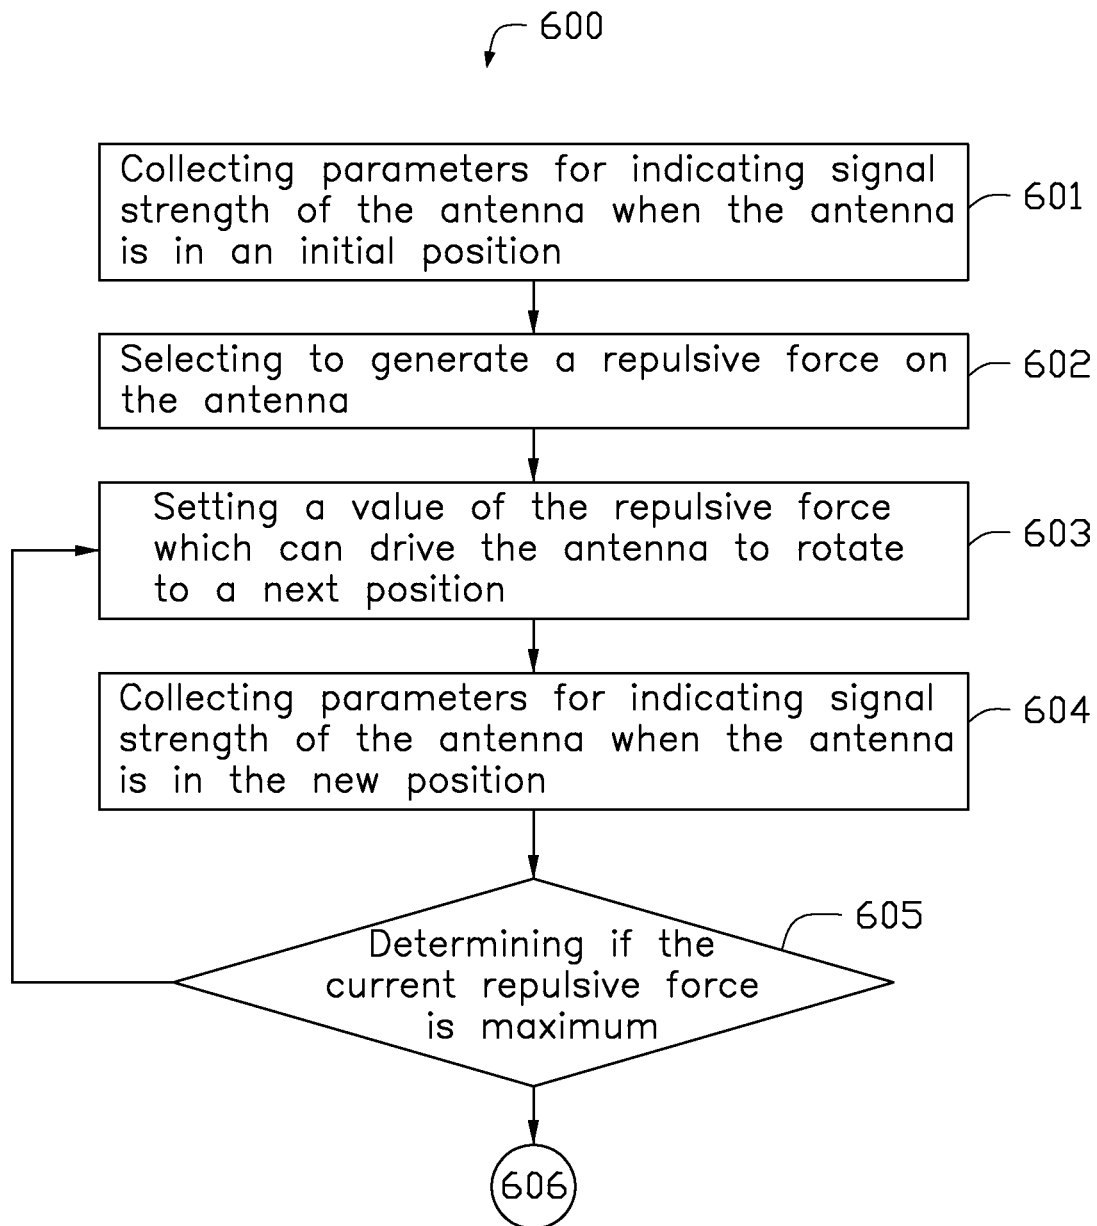 600
Collecting parameters for indicating signal
strength of the antenna when the antenna
is in an initial position
601
Selecting to generate a repulsive force on
the antenna
602
Setting a value of the repulsive force
which can drive the antenna to rotate
to a next position
603
Collecting parameters for indicating signal
strength of the antenna when the antenna
is in the new position
604
Determining if the
current repulsive force
is maximum
605
606